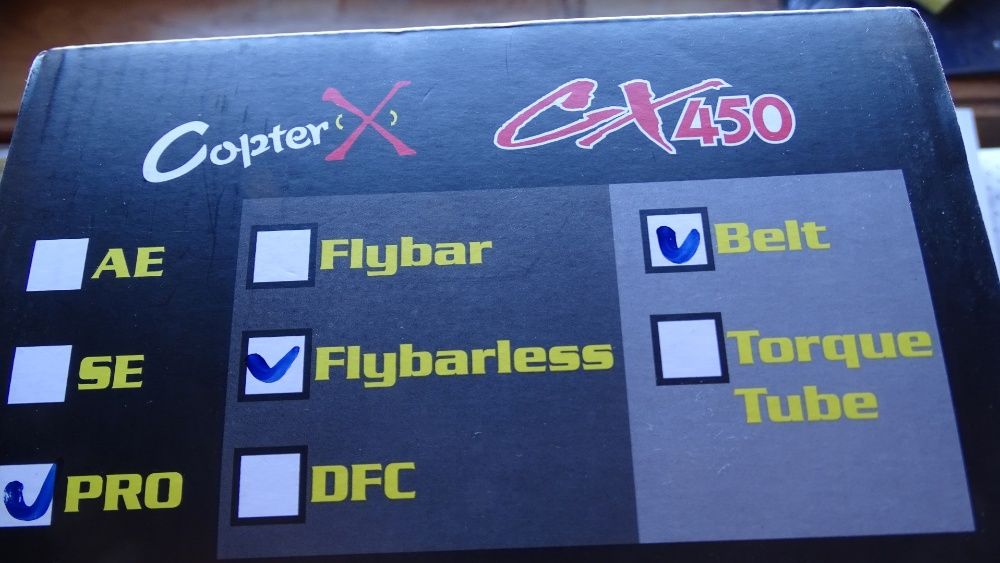 CopterX CX450
AE
SE
PRO
Flybar
Flybarless
DFC
Belt
Torque
Tube